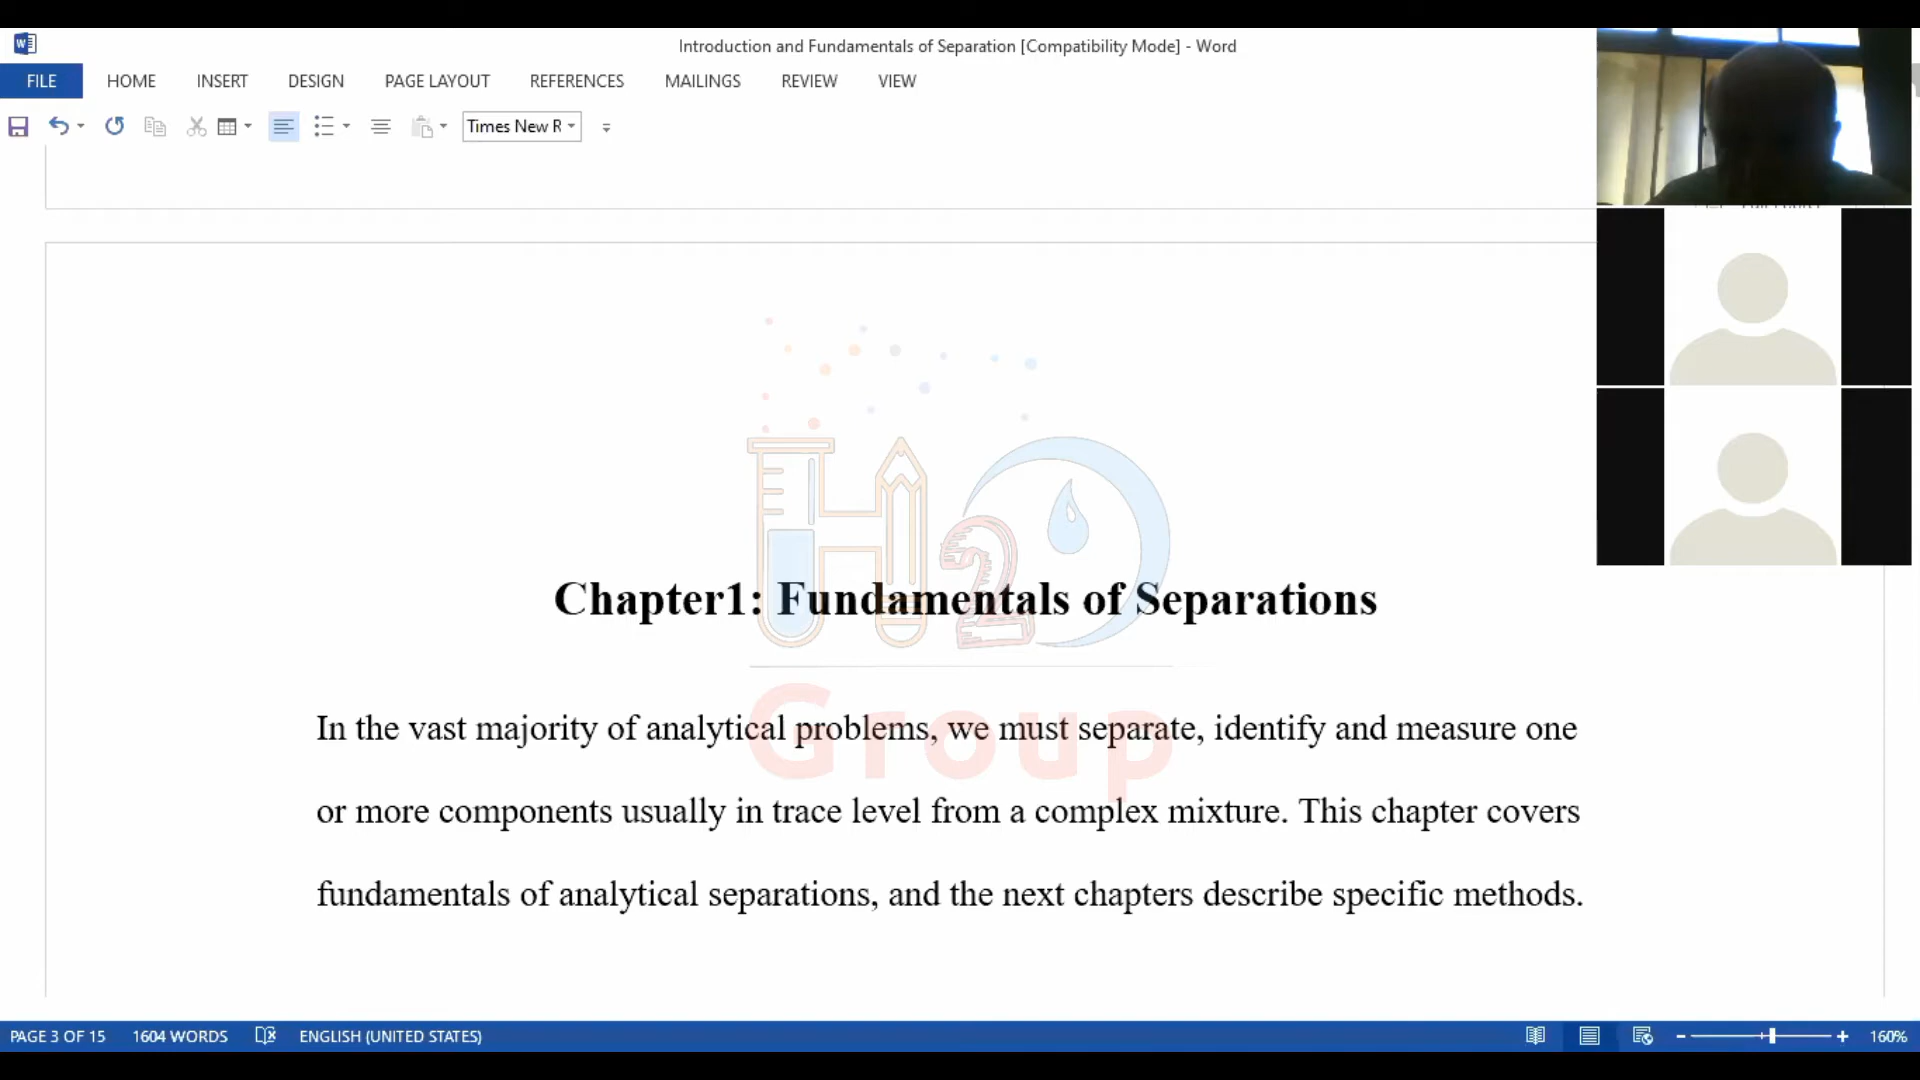 Introduction and Fundamentals of Separation [Compatibility Mode] - Word
FILE HOME INSERT DESIGN PAGE LAYOUT REFERENCES MAILINGS REVIEW VIEW
Times New R
H2O
Group
Chapter1: Fundamentals of Separations
In the vast majority of analytical problems, we must separate, identify and measure one
or more components usually in trace level from a complex mixture. This chapter covers
fundamentals of analytical separations, and the next chapters describe specific methods.
PAGE 3 OF 15 1604 WORDS ENGLISH (UNITED STATES) 160%